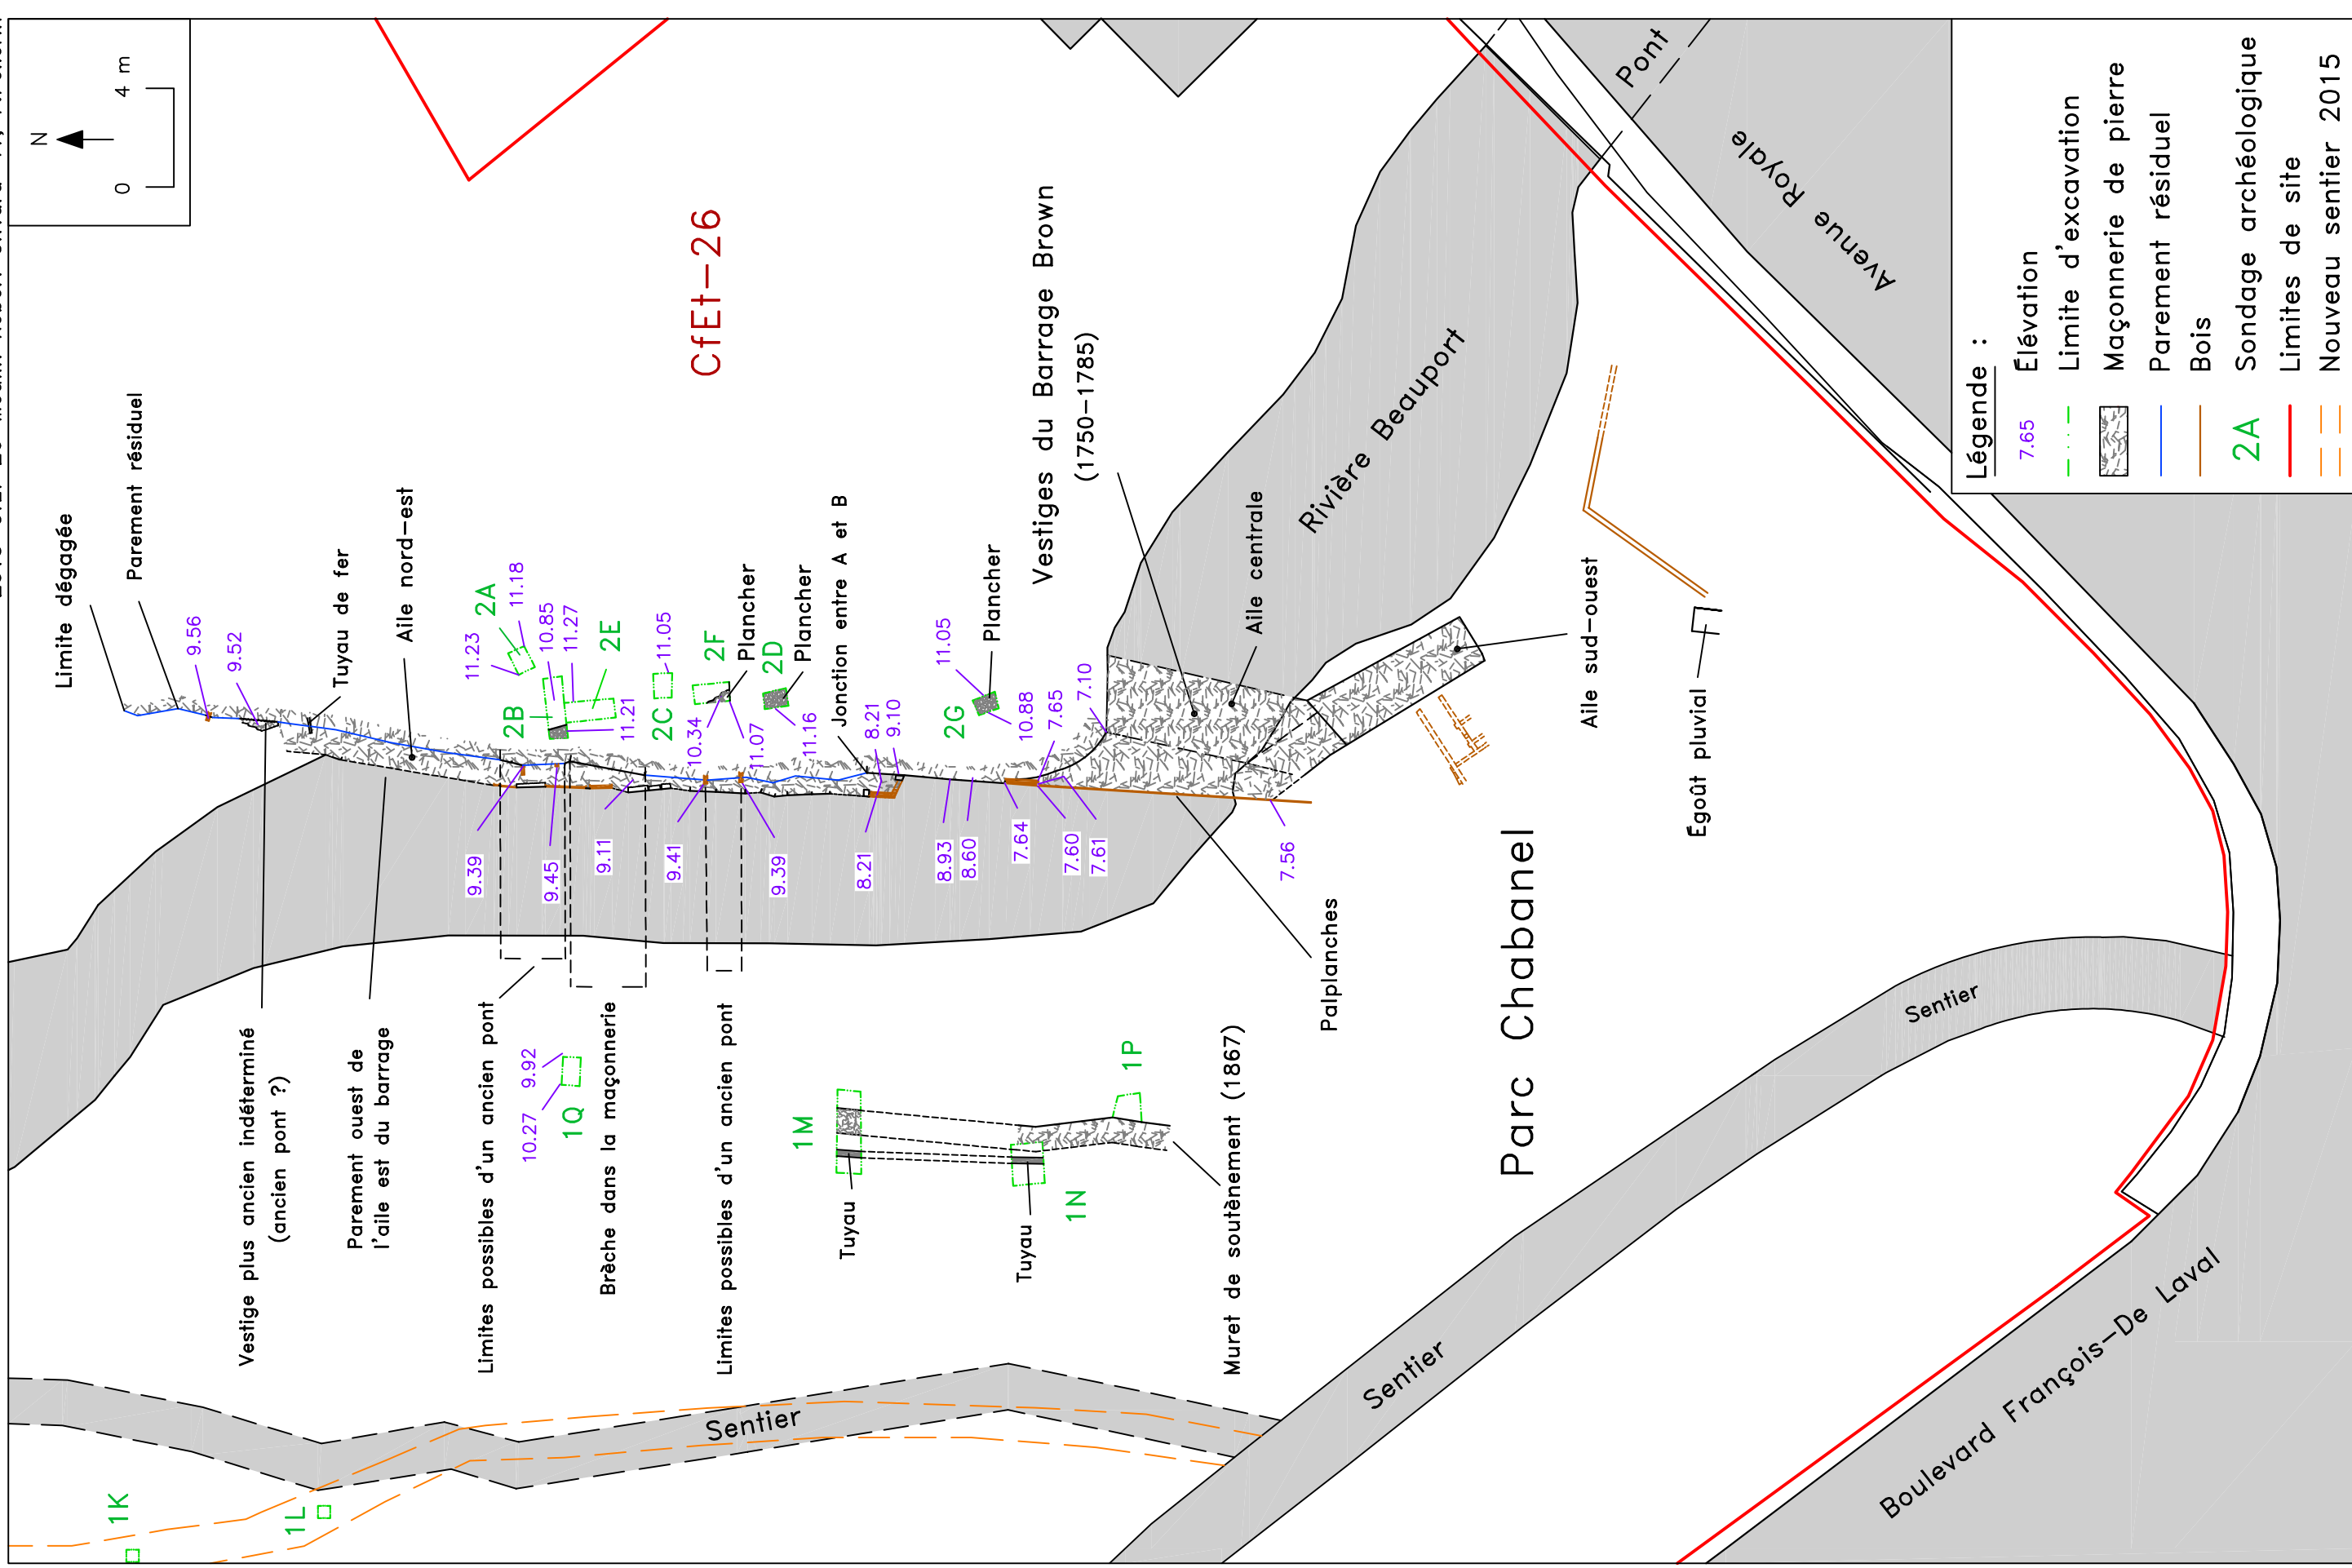 N
0 4 m
CfEt-26
Limite dégagée
Parement résiduel
9.56
9.52
Tuyau de fer
Aile nord-est
11.23
2A
11.18
2B
10.85
11.27
2E
11.21
2C
11.05
10.34
2F
Plancher
11.07
2D
Plancher
11.16
Jonction entre A et B
8.21
9.10
2G
11.05
Plancher
10.88
7.65
7.10
Vestiges du Barrage Brown
(1750-1785)
Aile centrale
Rivière Beauport
Aile sud-ouest
Égoût pluvial
Pont
Avenue Royale
9.39
9.45
9.11
9.41
9.39
8.21
8.93
8.60
7.64
7.60
7.61
7.56
Palplanches
Parc Chabanel
Vestige plus ancien indéterminé
(ancien pont ?)
Parement ouest de
l'aile est du barrage
Limites possibles d'un ancien pont
10.27 9.92
1Q
Brèche dans la maçonnerie
Limites possibles d'un ancien pont
1M
Tuyau
Tuyau
1N
1P
Muret de soutènement (1867)
Sentier
Sentier
Sentier
1K
1L
Boulevard François-De Laval
Légende :
7.65 Élévation
Limite d'excavation
Maçonnerie de pierre
Parement résiduel
Bois
2A Sondage archéologique
Limites de site
Nouveau sentier 2015